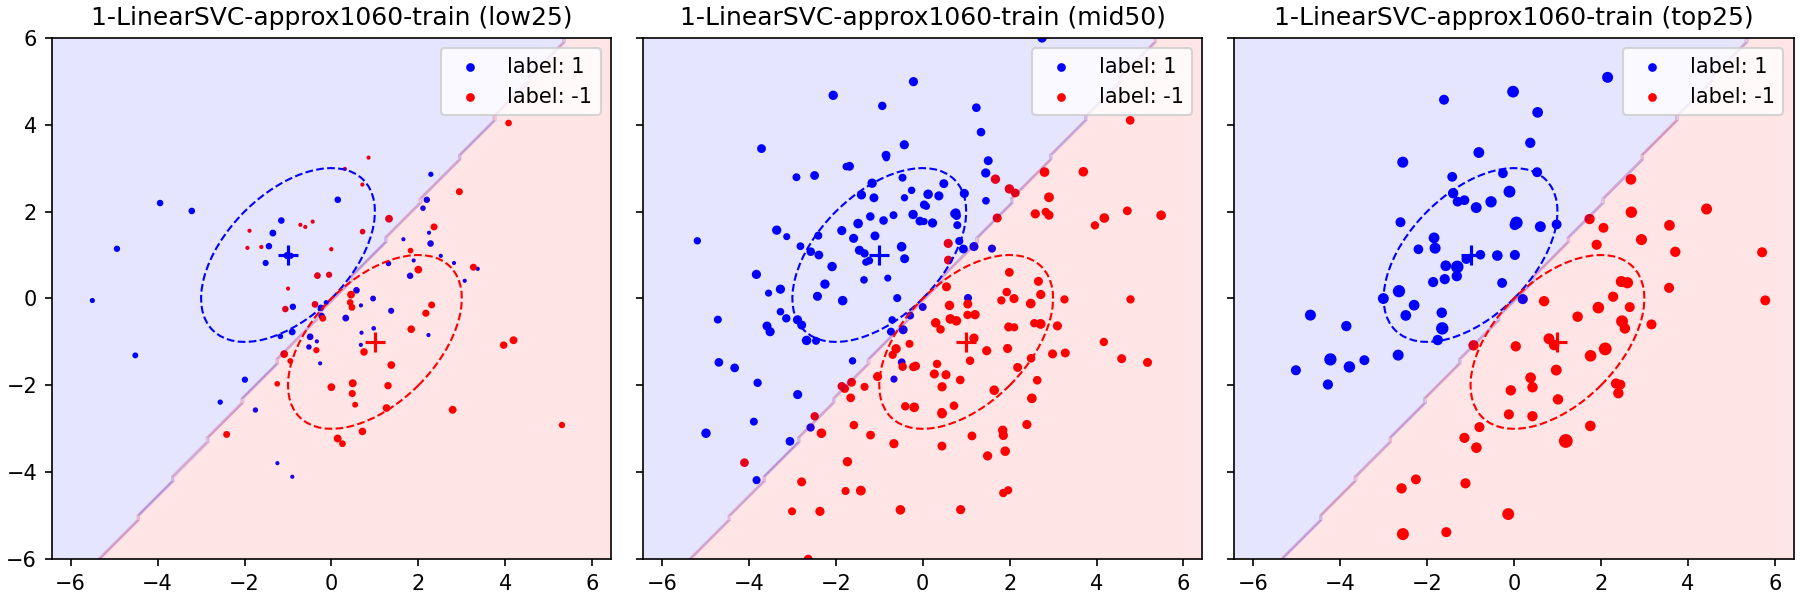 1-LinearSVC-approx1060-train (low25)
1-LinearSVC-approx1060-train (mid50)
1-LinearSVC-approx1060-train (top25)
label: 1
label: -1
label: 1
label: -1
label: 1
label: -1
6
4
2
0
−2
−4
−6
−6 −4 −2 0 2 4 6
−6 −4 −2 0 2 4 6
−6 −4 −2 0 2 4 6